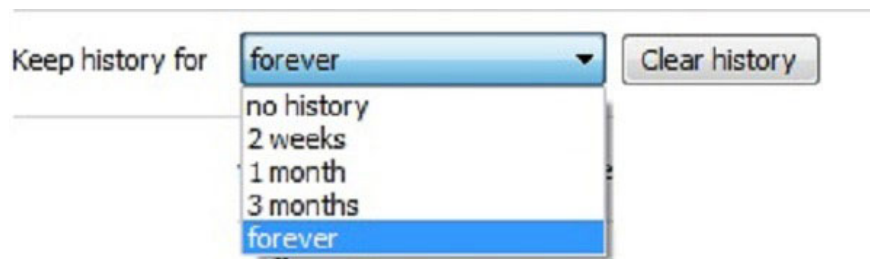 Keep history for forever Clear history
no history
2 weeks
1 month
3 months
forever